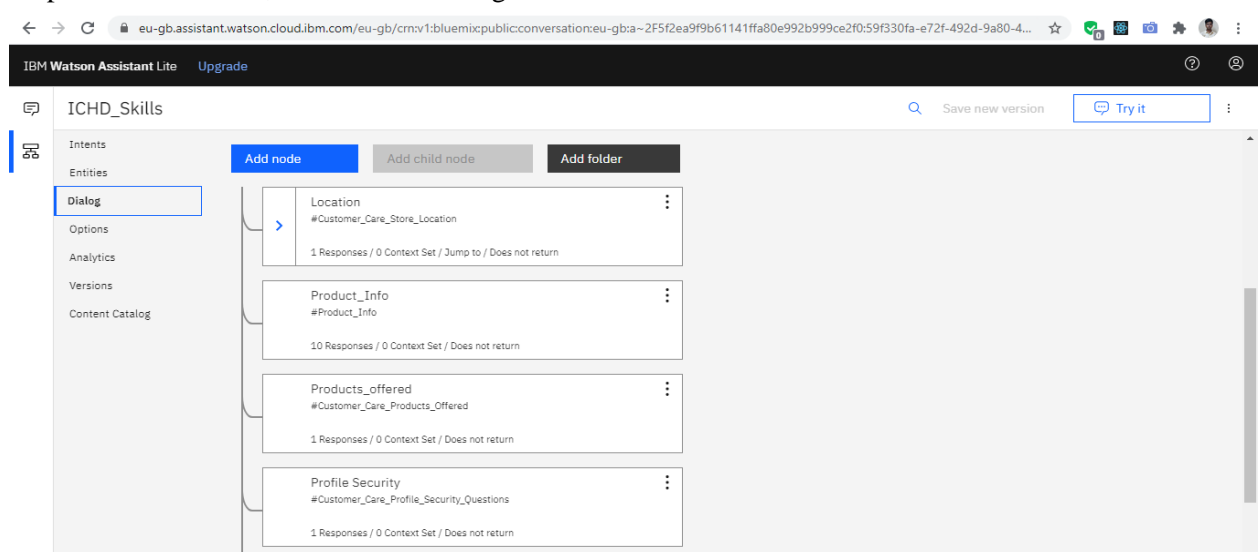 eu-gb.assistant.watson.cloud.ibm.com/eu-gb/crn:v1:bluemix:public:conversation:eu-gb:a~2F5f2ea9f9b61141ffa80e992b999ce2f0:59f330fa-e72f-492d-9a80-4...
0
IBM Watson Assistant Lite Upgrade
ICHD_Skills
Save new version
Try it
Intents
Entities
Dialog
Options
Analytics
Versions
Content Catalog
Add node
Add child node
Add folder
Location
#Customer_Care_Store_Location
1 Responses / 0 Context Set / Jump to / Does not return
Product_Info
#Product_Info
10 Responses / 0 Context Set / Does not return
Products_offered
#Customer_Care_Products_Offered
1 Responses / 0 Context Set / Does not return
Profile Security
#Customer_Care_Profile_Security_Questions
1 Responses / 0 Context Set / Does not return